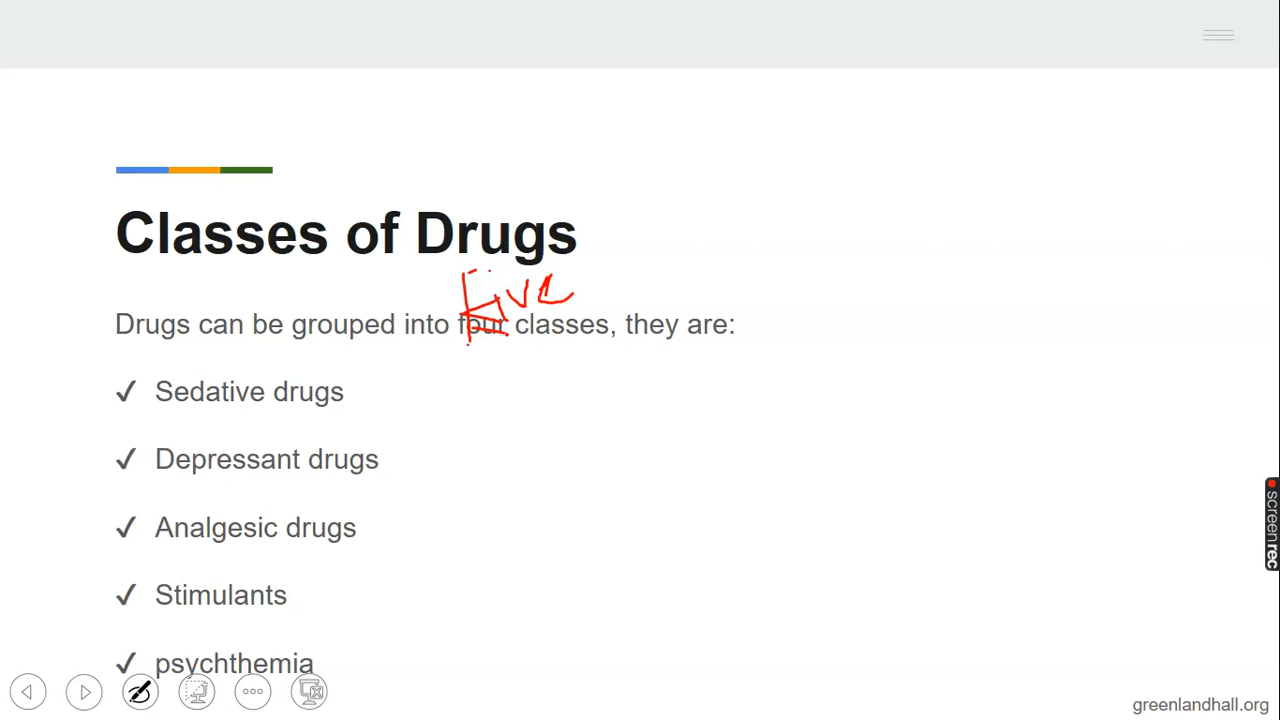 Classes of Drugs
Five
Drugs can be grouped into four classes, they are:
✓ Sedative drugs
✓ Depressant drugs
✓ Analgesic drugs
✓ Stimulants
✓ psychthemia
screenrec
greenlandhall.org